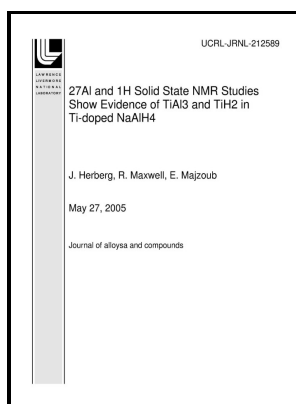 UCRL-JRNL-212589
LAWRENCE
LIVERMORE
NATIONAL
LABORATORY
27Al and 1H Solid State NMR Studies
Show Evidence of TiAl3 and TiH2 in
Ti-doped NaAlH4
J. Herberg, R. Maxwell, E. Majzoub
May 27, 2005
Journal of alloysa and compounds